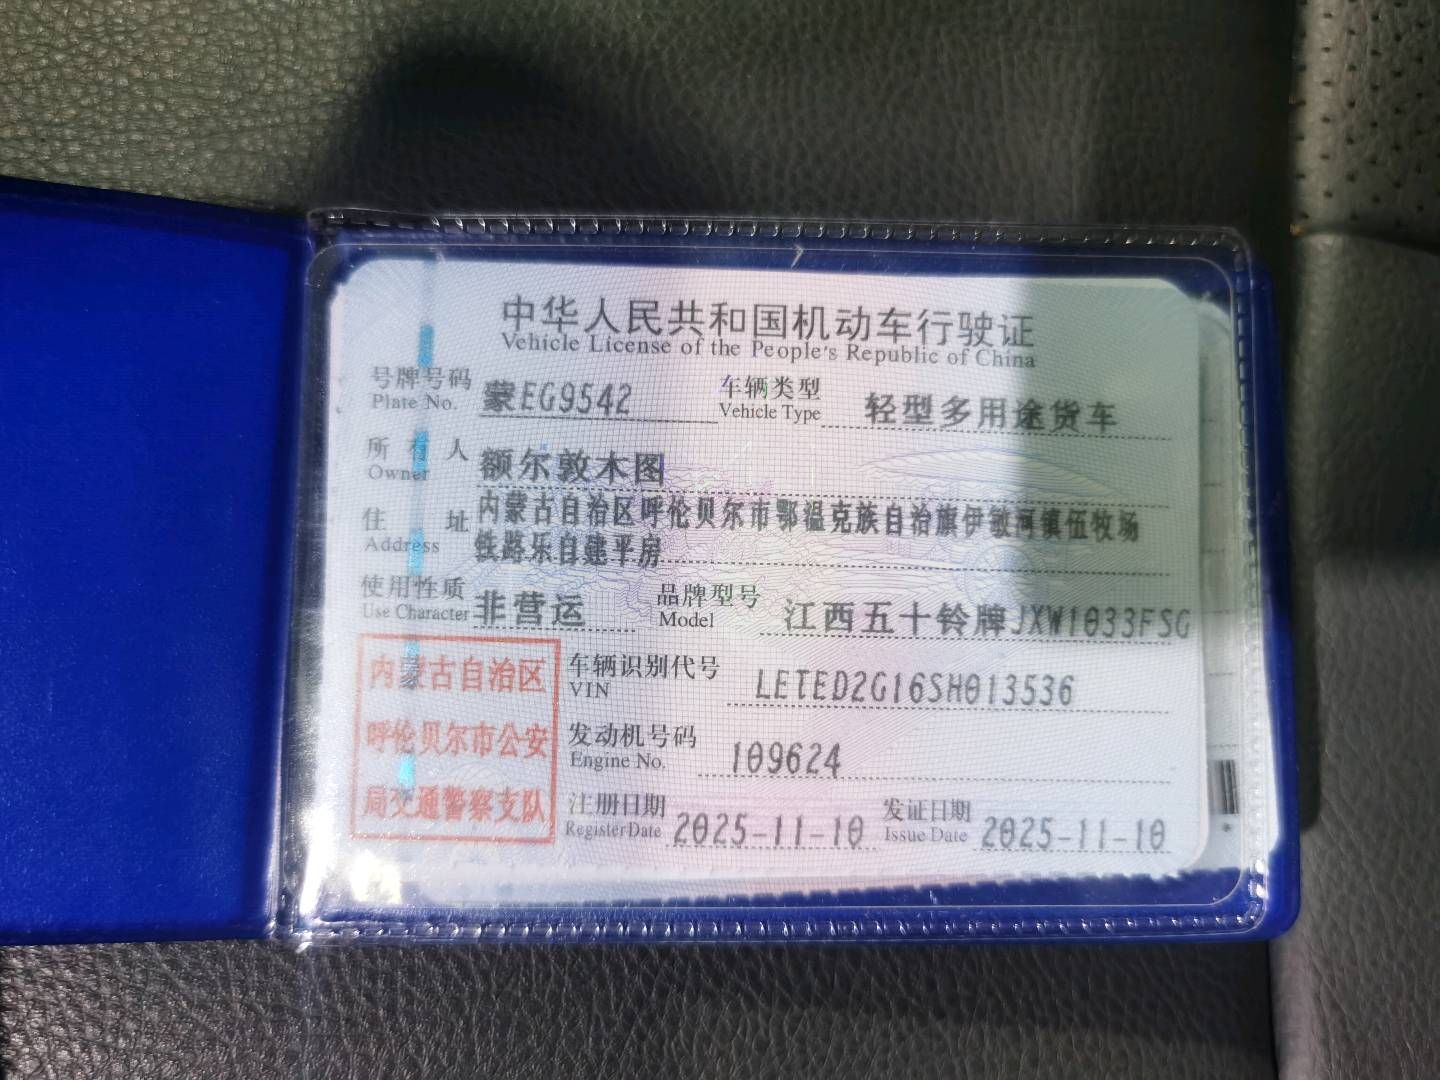 中华人民共和国机动车行驶证
Vehicle License of the People's Republic of China
号牌号码 蒙EG9542 车辆类型 轻型多用途货车
Plate No. Vehicle Type
所有人 额尔敦木图
Owner
住址 内蒙古自治区呼伦贝尔市鄂温克族自治旗伊敏河镇伍牧场
Address 铁路乐自建平房
使用性质 非营运 品牌型号 江西五十铃牌JXW1033FSG
Use Character Model
内蒙古自治区
呼伦贝尔市公安
局交通警察支队
车辆识别代号 LETED2G16SH013536
VIN
发动机号码 109624
Engine No.
注册日期 2025-11-10 发证日期 2025-11-10
Register Date Issue Date